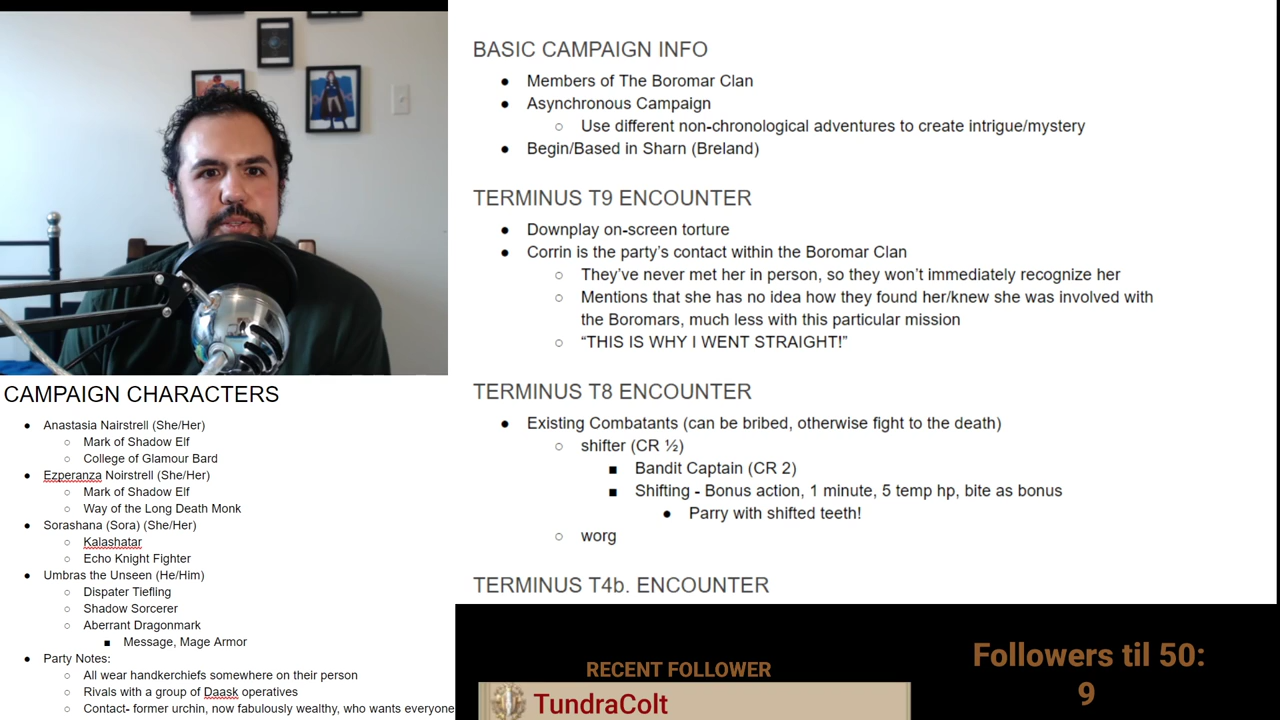 BASIC CAMPAIGN INFO
● Members of The Boromar Clan
● Asynchronous Campaign
○ Use different non-chronological adventures to create intrigue/mystery
● Begin/Based in Sharn (Breland)
TERMINUS T9 ENCOUNTER
● Downplay on-screen torture
● Corrin is the party's contact within the Boromar Clan
○ They've never met her in person, so they won't immediately recognize her
○ Mentions that she has no idea how they found her/knew she was involved with
the Boromars, much less with this particular mission
○ “THIS IS WHY I WENT STRAIGHT!”
TERMINUS T8 ENCOUNTER
● Existing Combatants (can be bribed, otherwise fight to the death)
○ shifter (CR ½)
■ Bandit Captain (CR 2)
■ Shifting - Bonus action, 1 minute, 5 temp hp, bite as bonus
● Parry with shifted teeth!
○ worg
TERMINUS T4b. ENCOUNTER
CAMPAIGN CHARACTERS
● Anastasia Nairstrell (She/Her)
○ Mark of Shadow Elf
○ College of Glamour Bard
● Ezperanza Noirstrell (She/Her)
○ Mark of Shadow Elf
○ Way of the Long Death Monk
● Sorashana (Sora) (She/Her)
○ Kalashatar
○ Echo Knight Fighter
● Umbras the Unseen (He/Him)
○ Dispater Tiefling
○ Shadow Sorcerer
○ Aberrant Dragonmark
■ Message, Mage Armor
● Party Notes:
○ All wear handkerchiefs somewhere on their person
○ Rivals with a group of Daask operatives
○ Contact- former urchin, now fabulously wealthy, who wants everyone
RECENT FOLLOWER
TundraColt
Followers til 50:
9